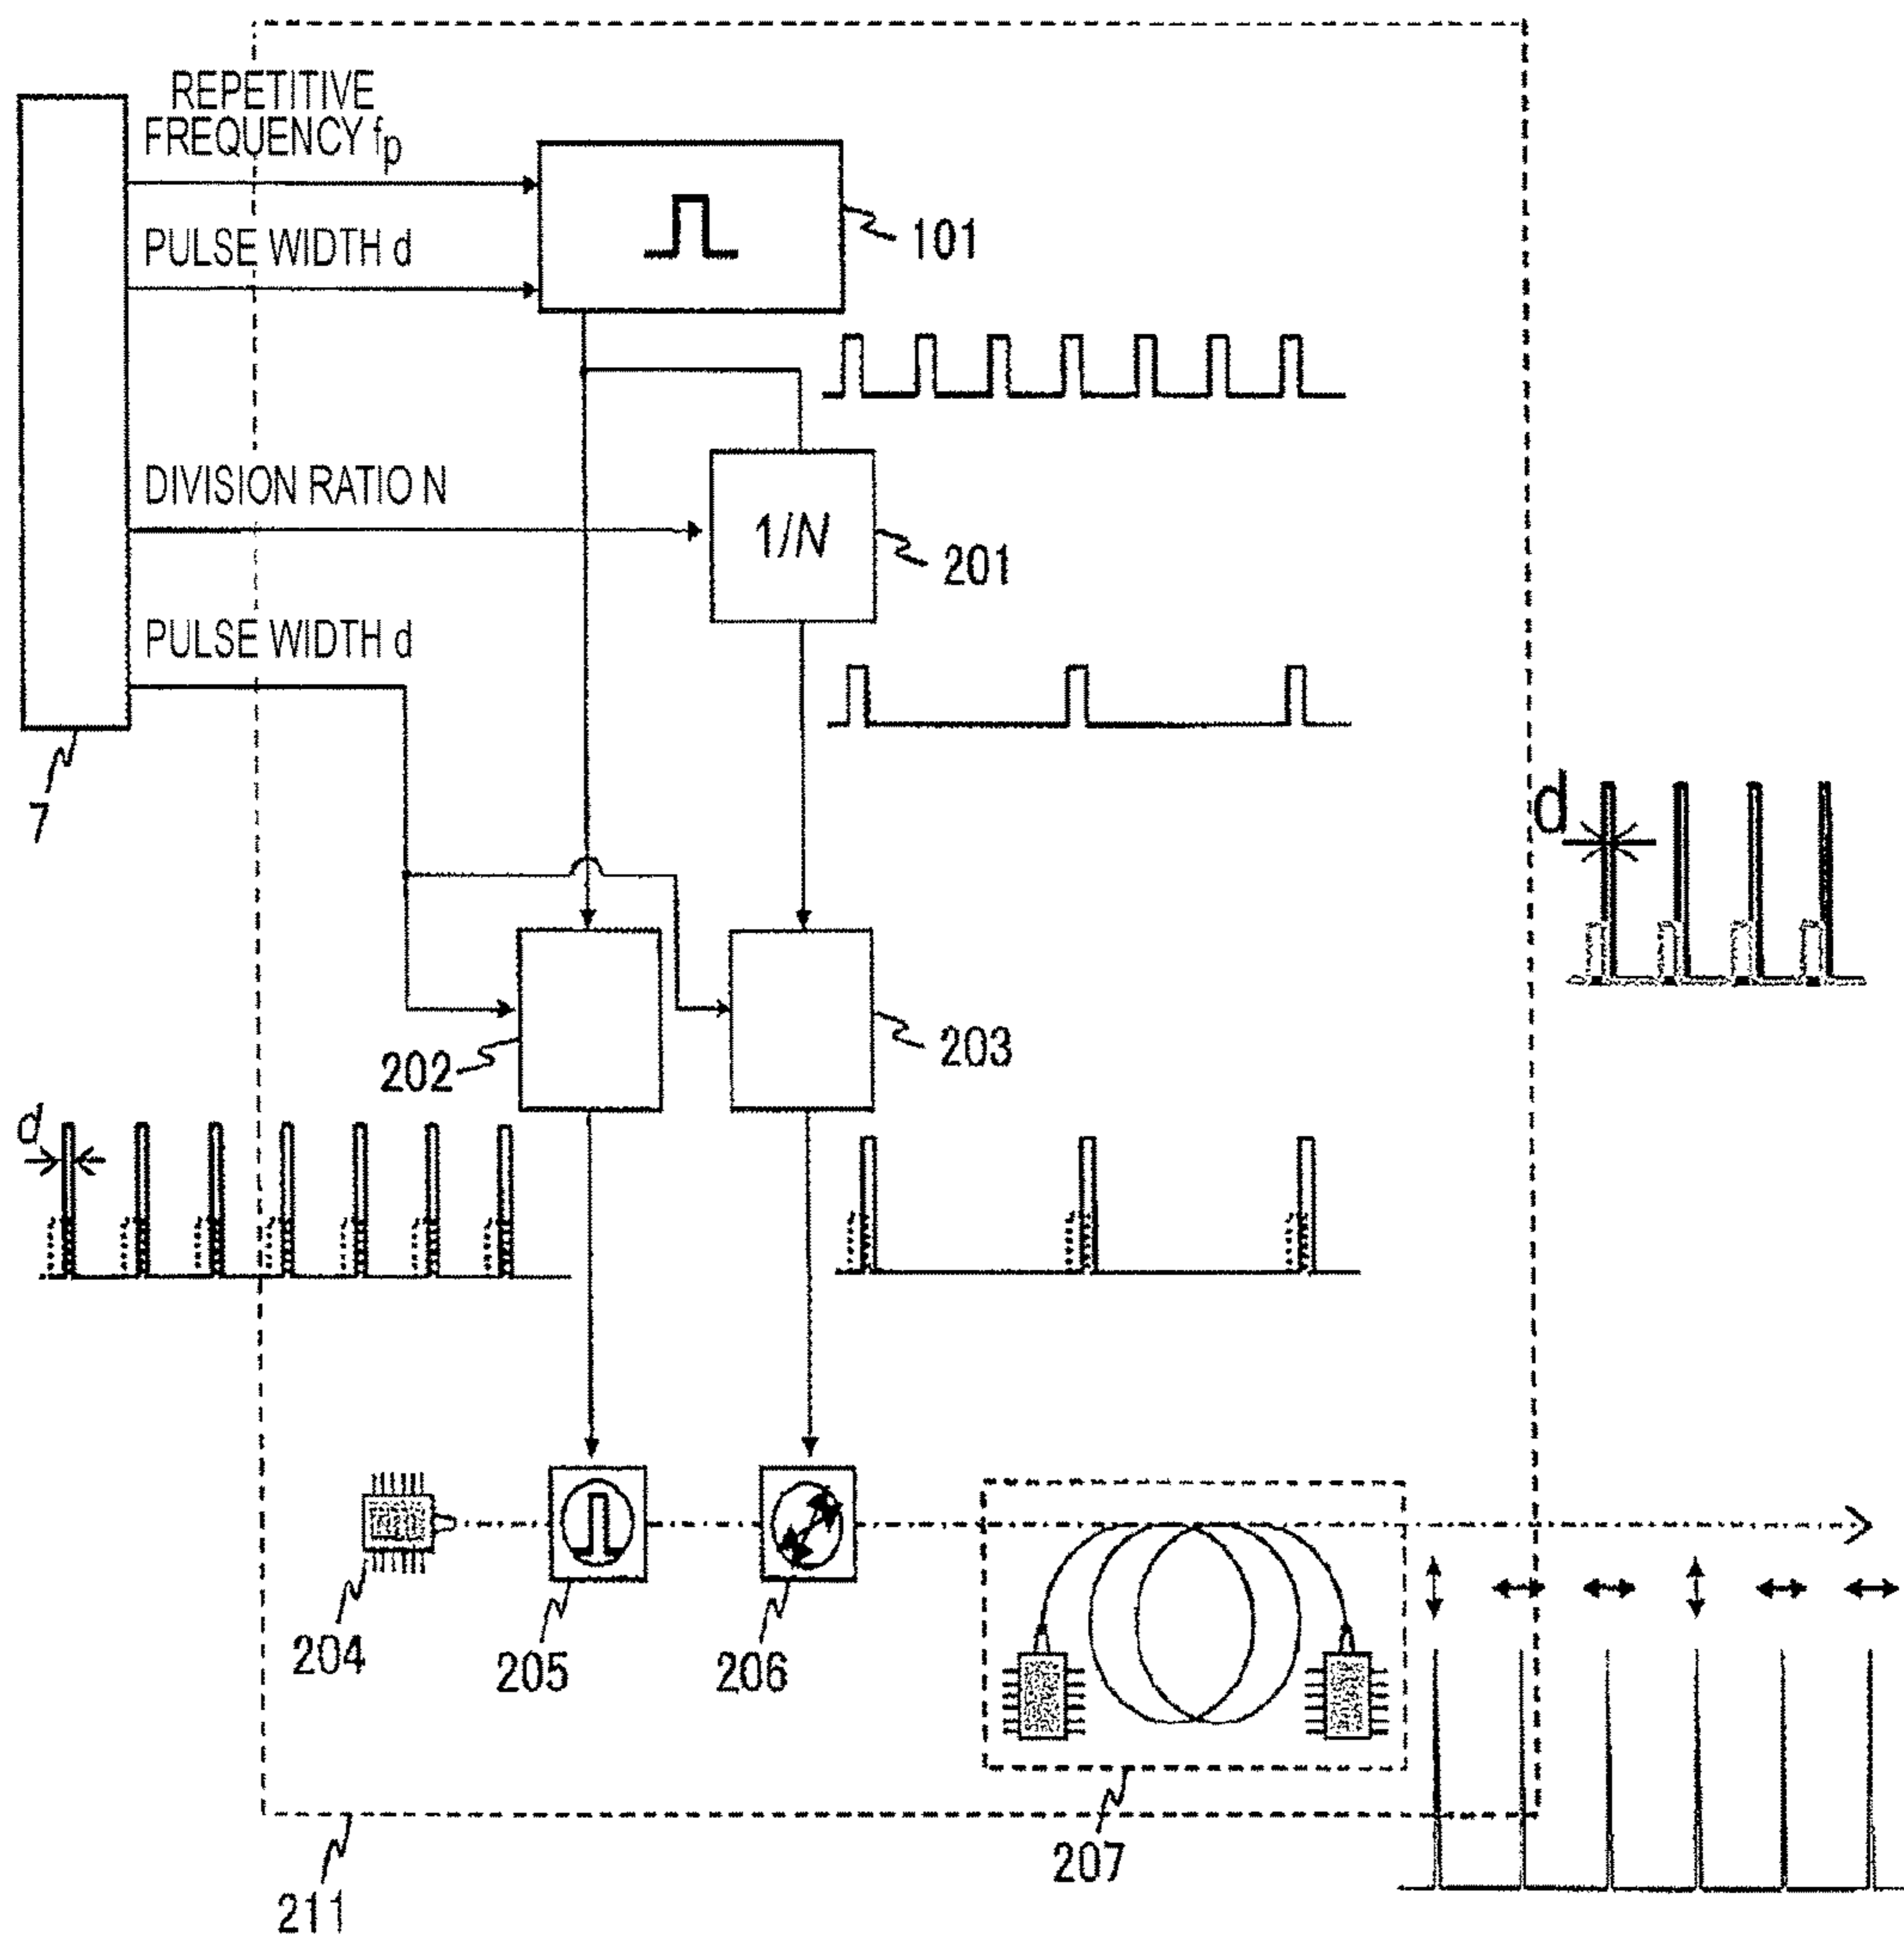 REPETITIVE
FREQUENCY fp
PULSE WIDTH d
101
DIVISION RATIO N
1/N
201
PULSE WIDTH d
7
d
202
203
d
204
205
206
207
211